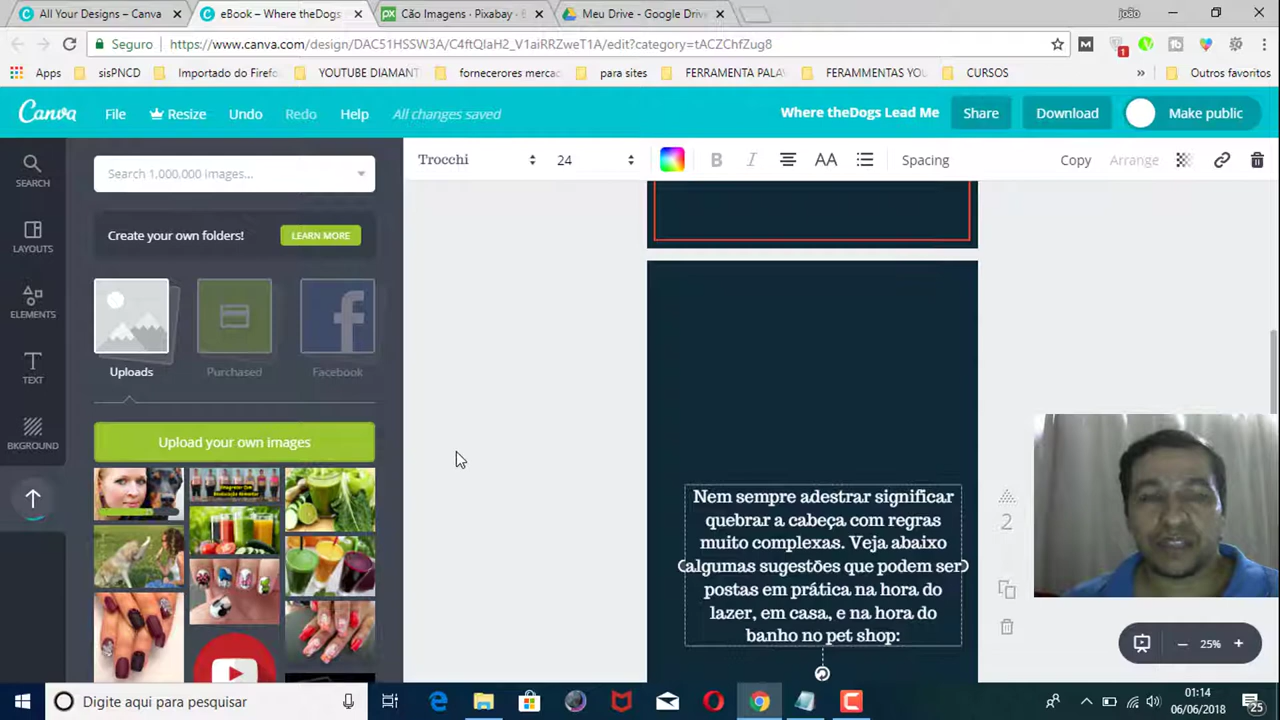 All Your Designs – Canva
eBook – Where theDogs
Cão Imagens · Pixabay · E
Meu Drive - Google Drive
joão
Seguro
https://www.canva.com/design/DAC51HSSW3A/C4ftQIaH2_V1aiRRZweT1A/edit?category=tACZChfZug8
Apps
sisPNCD
Importado do Firefo
YOUTUBE DIAMANT
fornercerores merca
para sites
FERRAMENTA PALA
FERAMMENTAS YOU
CURSOS
Outros favoritos
Canva
File
Resize
Undo
Redo
Help
All changes saved
Where theDogs Lead Me
Share
Download
Make public
SEARCH
LAYOUTS
ELEMENTS
TEXT
BKGROUND
Search 1,000,000 images...
Create your own folders!
LEARN MORE
Uploads
Purchased
Facebook
Upload your own images
Trocchi
24
B
I
AA
Spacing
Copy
Arrange
Nem sempre adestrar significar
quebrar a cabeça com regras
muito complexas. Veja abaixo
algumas sugestões que podem ser
postas em prática na hora do
lazer, em casa, e na hora do
banho no pet shop:
2
25%
Digite aqui para pesquisar
01:14
06/06/2018
25